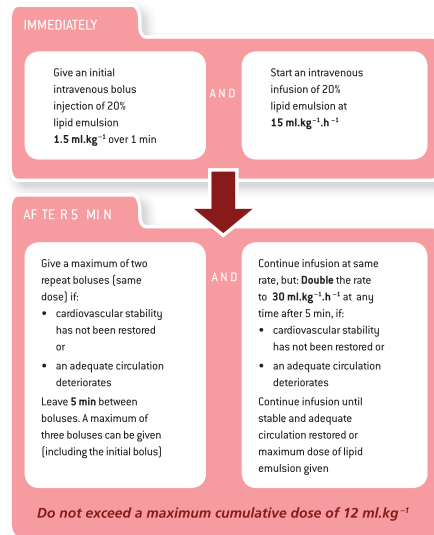 IMMEDIATELY
Give an initial
intravenous bolus
injection of 20%
lipid emulsion
1.5 ml.kg⁻¹ over 1 min
AND
Start an intravenous
infusion of 20%
lipid emulsion at
15 ml.kg⁻¹.h⁻¹
AFTER 5 MIN
Give a maximum of two
repeat boluses (same
dose) if:
• cardiovascular stability
has not been restored
or
• an adequate circulation
deteriorates
Leave 5 min between
boluses. A maximum of
three boluses can be given
(including the initial bolus)
AND
Continue infusion at same
rate, but: Double the rate
to 30 ml.kg⁻¹.h⁻¹ at any
time after 5 min, if:
• cardiovascular stability
has not been restored or
• an adequate circulation
deteriorates
Continue infusion until
stable and adequate
circulation restored or
maximum dose of lipid
emulsion given
Do not exceed a maximum cumulative dose of 12 ml.kg⁻¹